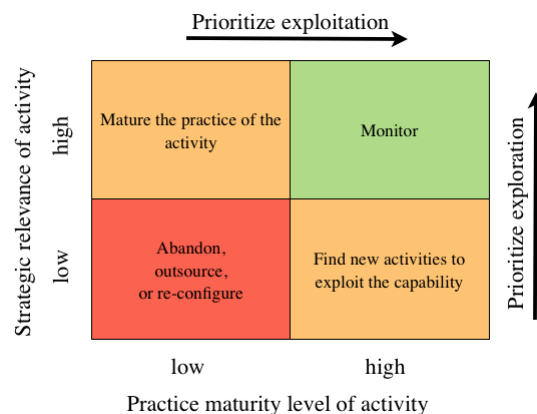 Prioritize exploitation
Strategic relevance of activity
high
low
Mature the practice of the
activity
Monitor
Abandon,
outsource,
or re-configure
Find new activities to
exploit the capability
Prioritize exploration
low
high
Practice maturity level of activity